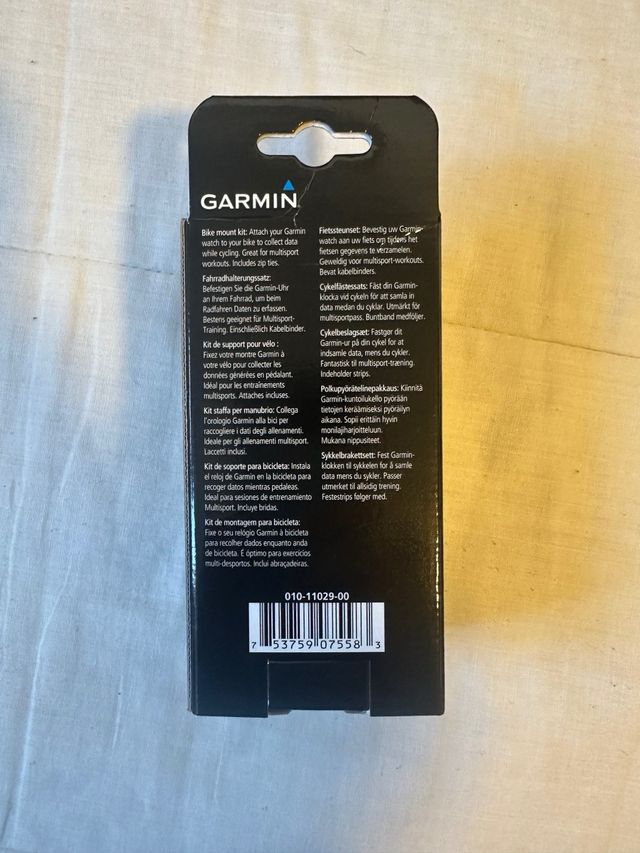 GARMIN
Bike mount kit: Attach your Garmin
watch to your bike to collect data
while cycling. Great for multisport
workouts. Includes zip ties.
Fahrradhalterungssatz:
Befestigen Sie die Garmin-Uhr
an Ihrem Fahrrad, um beim
Radfahren Daten zu erfassen.
Bestens geeignet für Multisport-
Training. Einschließlich Kabelbinder.
Kit de support pour vélo :
Fixez votre montre Garmin à
votre vélo pour collecter les
données générées en pédalant.
Idéal pour les entraînements
multisports. Attaches incluses.
Kit staffa per manubrio: Collega
l'orologio Garmin alla bici per
raccogliere i dati degli allenamenti.
Ideale per gli allenamenti multisport.
Laccetti inclusi.
Kit de soporte para bicicleta: Instala
el reloj de Garmin en la bicicleta para
recoger datos mientras pedaleas.
Ideal para sesiones de entrenamiento
Multisport. Incluye bridas.
Kit de montagem para bicicleta:
Fixe o seu relógio Garmin à bicicleta
para recolher dados enquanto anda
de bicicleta. É óptimo para exercícios
multi-desportos. Inclui abraçadeiras.
Fietssteunset: Bevestig uw Garmin-
watch aan uw fiets om tijdens het
fietsen gegevens te verzamelen.
Geweldig voor multisport-workouts.
Bevat kabelbinders.
Cykelfästessats: Fäst din Garmin-
klocka vid cykeln för att samla in
data medan du cyklar. Utmärkt för
multisportpass. Buntband medföljer.
Cykelbeslagsæt: Fastgør dit
Garmin-ur på din cykel for at
indsamle data, mens du cykler.
Fantastisk til multisport-træning.
Indeholder strips.
Polkupyörätelinepakkaus: Kiinnitä
Garmin-kuntoilukello pyörään
tietojen keräämiseksi pyöräilyn
aikana. Sopii erittäin hyvin
monilajiharjoitteluun.
Mukana nippusiteet.
Sykkelbrakettsett: Fest Garmin-
klokken til sykkelen for å samle
data mens du sykler. Passer
utmerket til allsidig trening.
Festestrips følger med.
010-11029-00
7 53759 07558 3